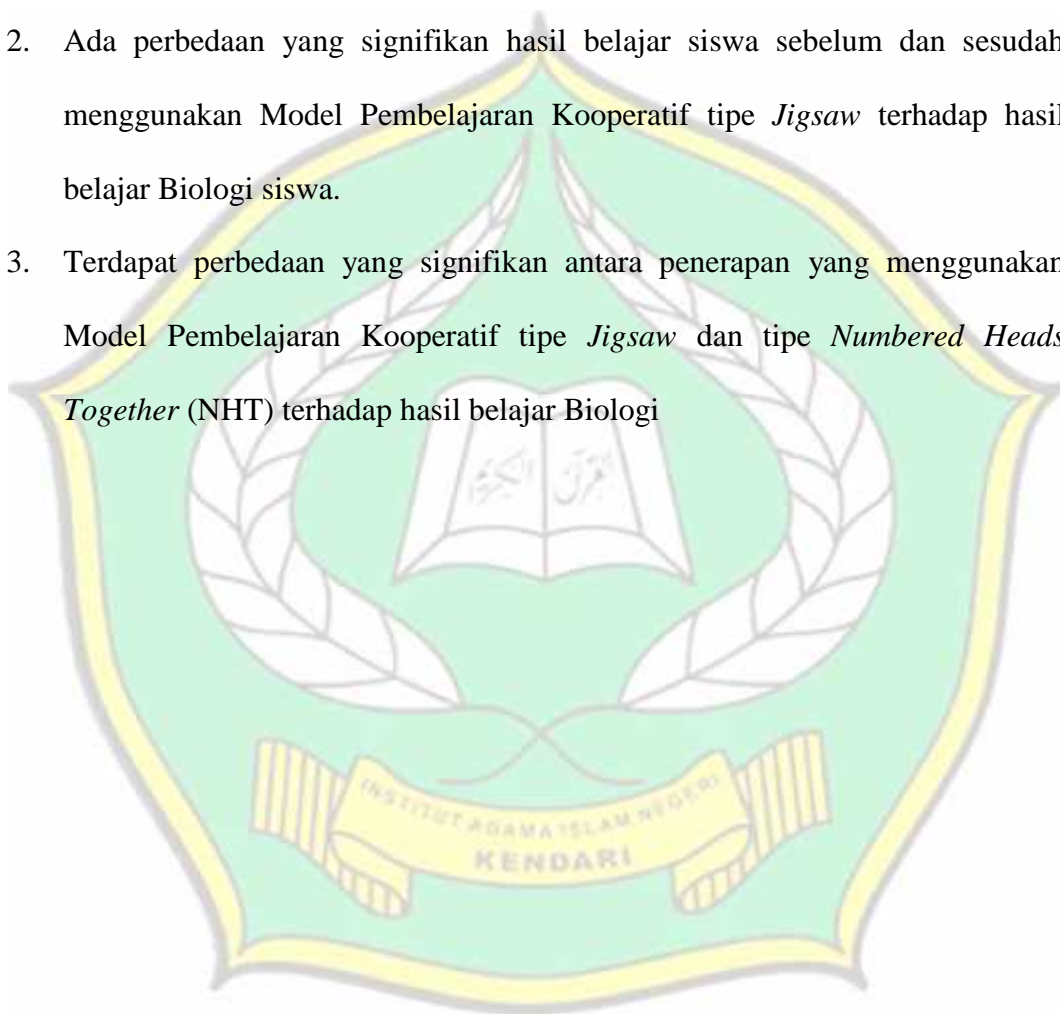 2. Ada perbedaan yang signifikan hasil belajar siswa sebelum dan sesudah
menggunakan Model Pembelajaran Kooperatif tipe Jigsaw terhadap hasil
belajar Biologi siswa.
3. Terdapat perbedaan yang signifikan antara penerapan yang menggunakan
Model Pembelajaran Kooperatif tipe Jigsaw dan tipe Numbered Heads
Together (NHT) terhadap hasil belajar Biologi
القرآن الكريم
INSTITUT AGAMA ISLAM NEGERI
KENDARI